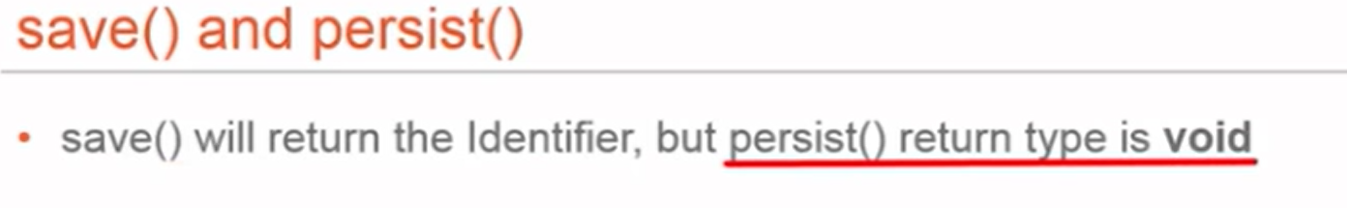 save() and persist()
• save() will return the Identifier, but persist() return type is void